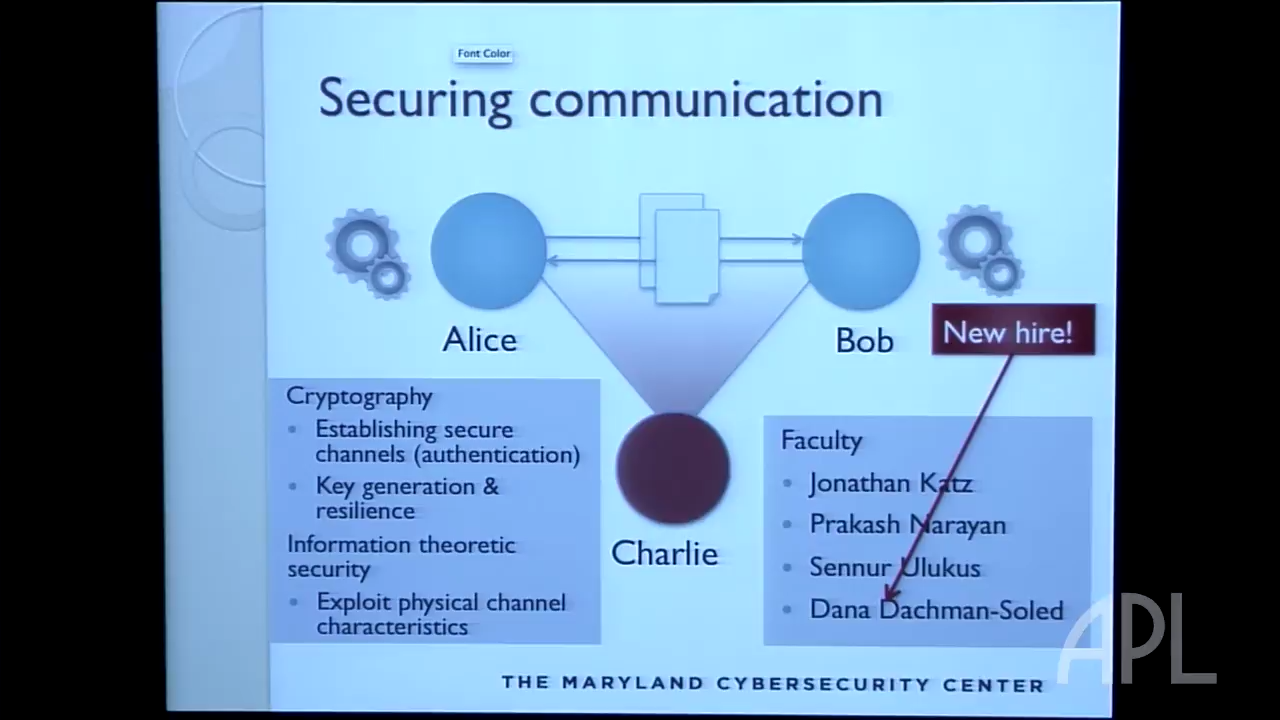 Font Color
Securing communication
Alice
Bob
New hire!
Cryptography
• Establishing secure
channels (authentication)
• Key generation &
resilience
Information theoretic
security
• Exploit physical channel
characteristics
Charlie
Faculty
• Jonathan Katz
• Prakash Narayan
• Sennur Ulukus
• Dana Dachman-Soled
THE MARYLAND CYBERSECURITY CENTER
APL